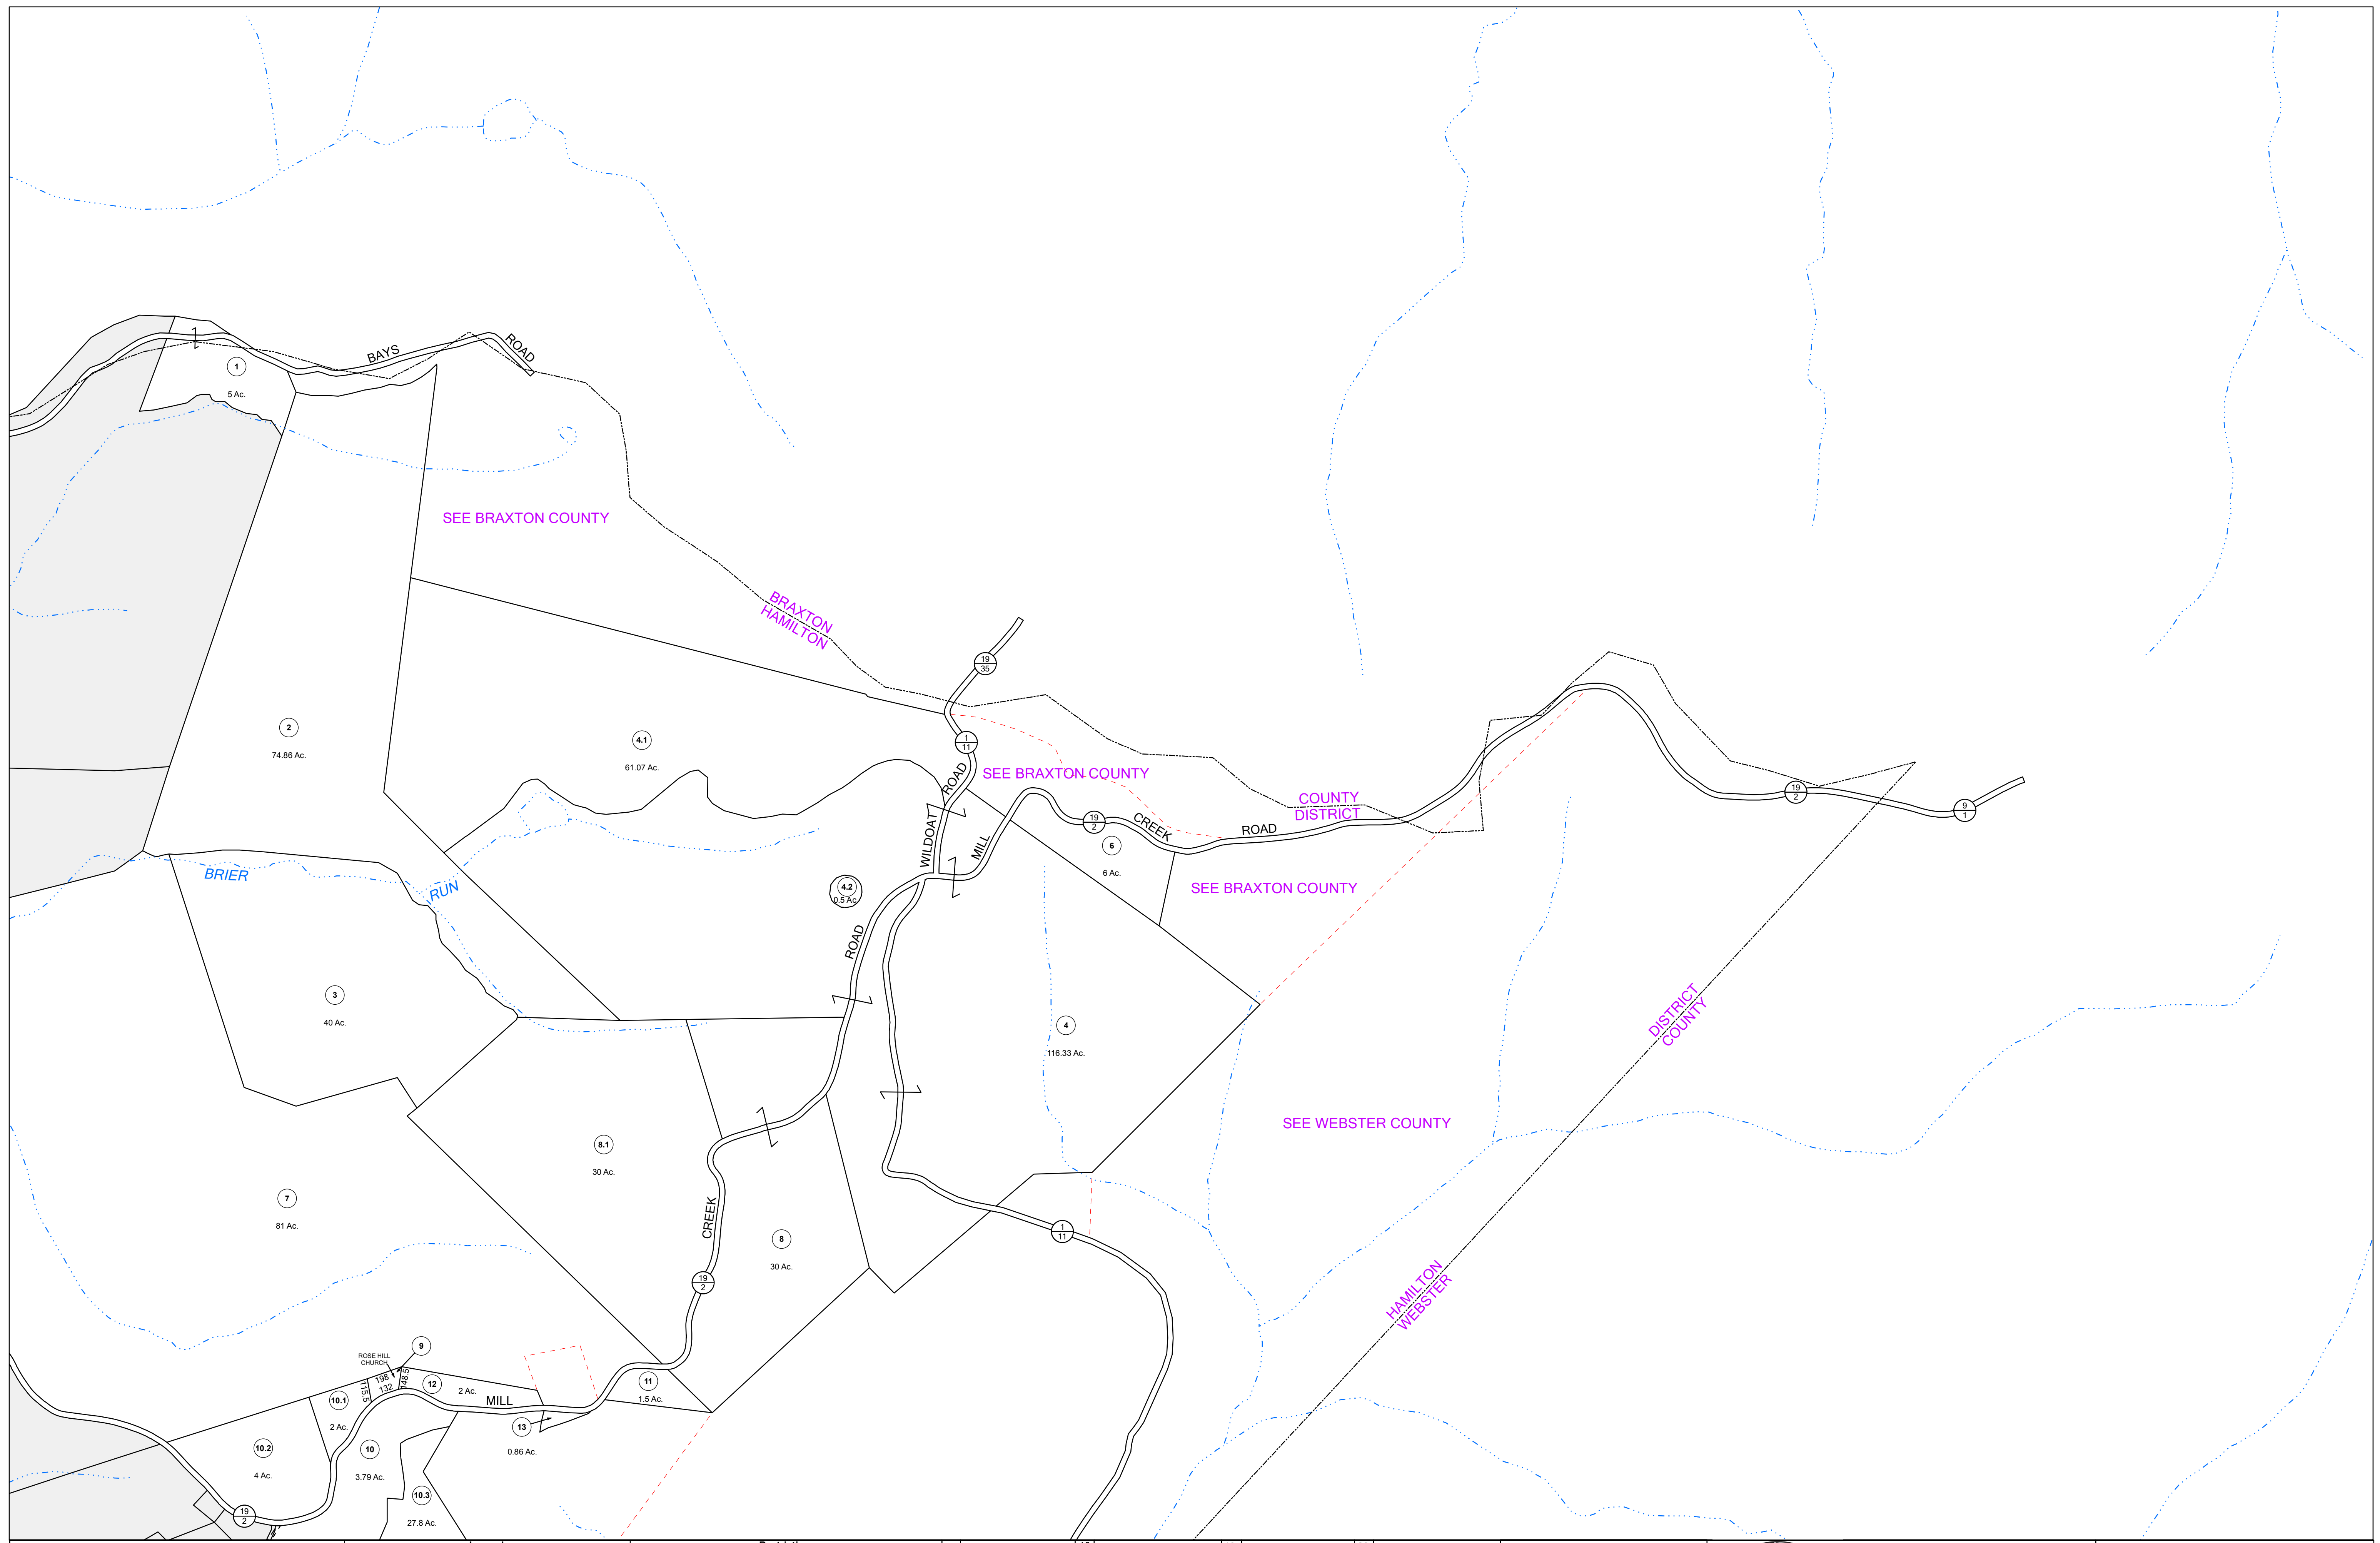 BAYS
ROAD
1
5 Ac.
SEE BRAXTON COUNTY
BRAXTON
HAMILTON
19
35
2
74.86 Ac.
4.1
61.07 Ac.
1
11
ROAD
WILDOAT
SEE BRAXTON COUNTY
COUNTY
DISTRICT
19
2
CREEK
ROAD
MILL
19
2
9
1
6
6 Ac.
SEE BRAXTON COUNTY
BRIER
RUN
4.2
0.5 Ac.
ROAD
3
40 Ac.
4
116.33 Ac.
DISTRICT
COUNTY
SEE WEBSTER COUNTY
8.1
30 Ac.
7
81 Ac.
CREEK
8
30 Ac.
1
11
19
2
HAMILTON
WEBSTER
ROSE HILL
CHURCH
9
198
132
115.5
148.5
12
2 Ac.
MILL
11
1.5 Ac.
10.1
2 Ac.
13
0.86 Ac.
10.2
4 Ac.
10
3.79 Ac.
10.3
27.8 Ac.
19
2